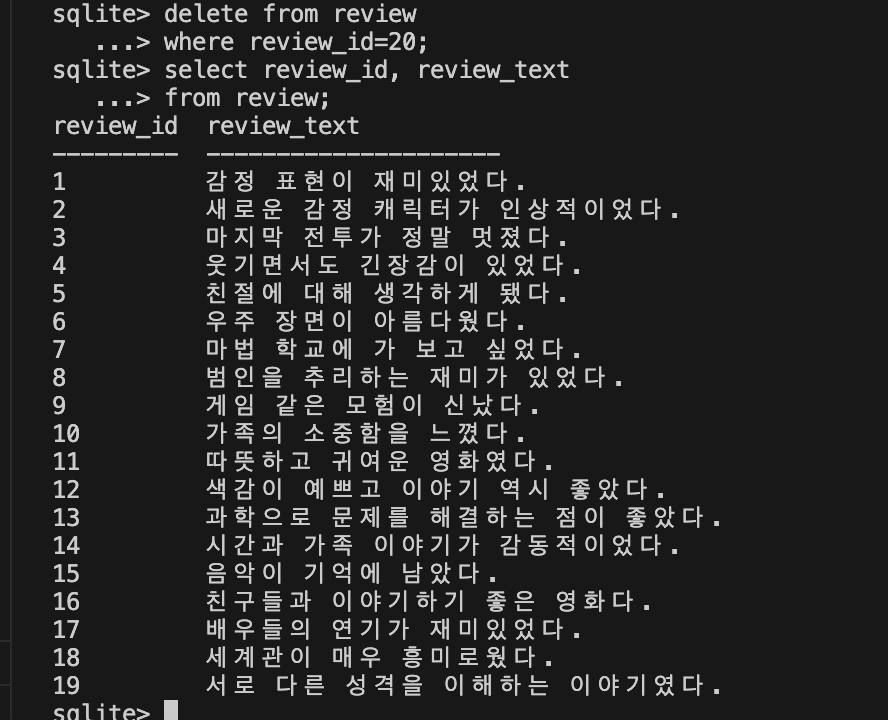 sqlite> delete from review
...> where review_id=20;
sqlite> select review_id, review_text
...> from review;
review_id  review_text
---------  ---------------------
1          감정 표현이 재미있었다.
2          새로운 감정 캐릭터가 인상적이었다.
3          마지막 전투가 정말 멋졌다.
4          웃기면서도 긴장감이 있었다.
5          친절에 대해 생각하게 됐다.
6          우주 장면이 아름다웠다.
7          마법 학교에 가 보고 싶었다.
8          범인을 추리하는 재미가 있었다.
9          게임 같은 모험이 신났다.
10         가족의 소중함을 느꼈다.
11         따뜻하고 귀여운 영화였다.
12         색감이 예쁘고 이야기 역시 좋았다.
13         과학으로 문제를 해결하는 점이 좋았다.
14         시간과 가족 이야기가 감동적이었다.
15         음악이 기억에 남았다.
16         친구들과 이야기하기 좋은 영화다.
17         배우들의 연기가 재미있었다.
18         세계관이 매우 흥미로웠다.
19         서로 다른 성격을 이해하는 이야기였다.
sqlite>